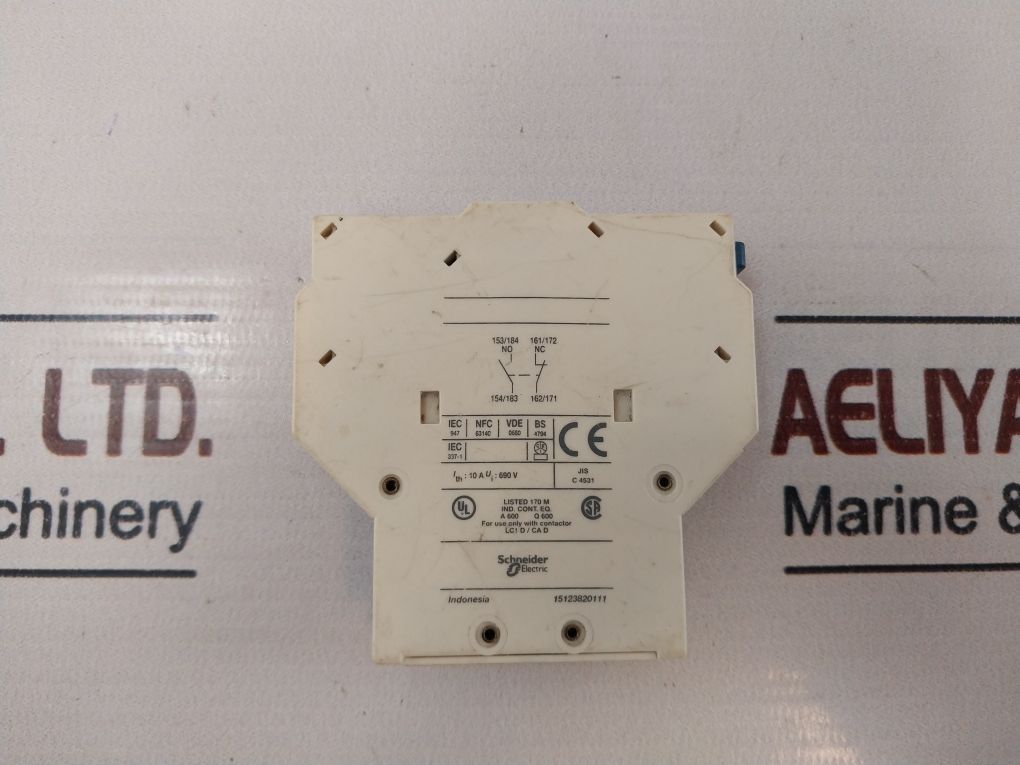 . LTD.
chinery
AELIYA
Marine &
153/184 161/172
NO NC
154/183 162/171
IEC 947 NFC 63140 VDE 0660 BS 4794
IEC 337-1
CE
Ith : 10 A Ui : 690 V
JIS C 4531
UL
LISTED 170 M
IND. CONT. EQ.
A 600 Q 600
For use only with contactor
LC1 D / CA D
SA
Schneider
Electric
Indonesia 15123820111